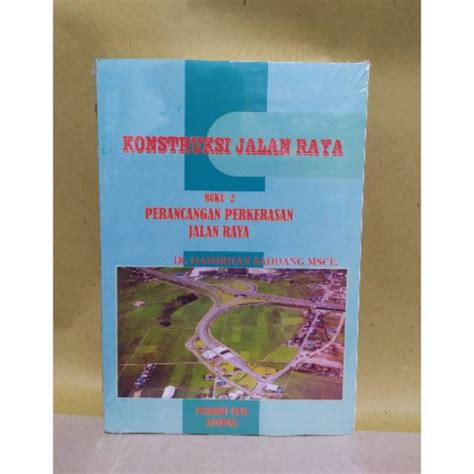 KONSTRUKSI JALAN RAYA
BUKU 2
PERANCANGAN PERKERASAN
JALAN RAYA
IR. HAMIRHAN SAODANG MSCE.